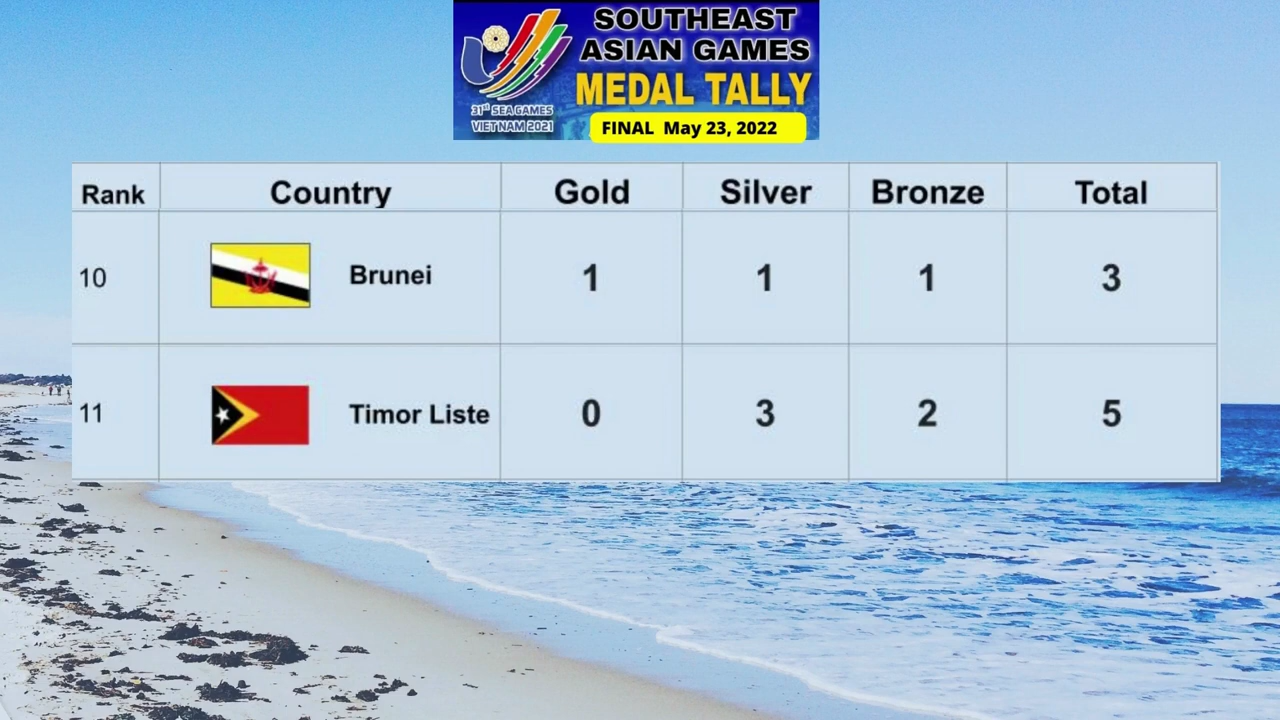 SOUTHEAST
ASIAN GAMES
MEDAL TALLY
31st SEA GAMES
VIETNAM 2021
FINAL May 23, 2022
Rank Country Gold Silver Bronze Total
10 Brunei 1 1 1 3
11 Timor Liste 0 3 2 5